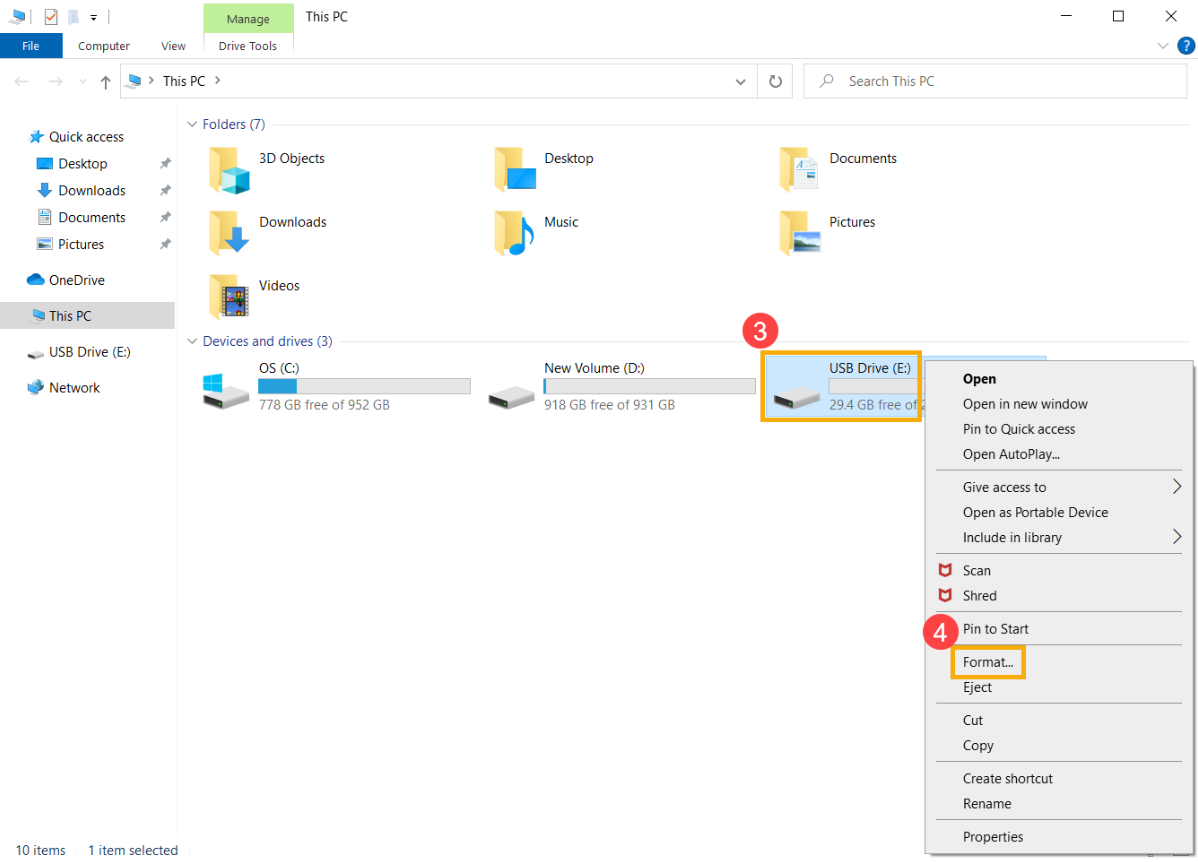 Manage
This PC
File
Computer
View
Drive Tools
?
This PC
Search This PC
Quick access
Desktop
Downloads
Documents
Pictures
OneDrive
This PC
USB Drive (E:)
Network
Folders (7)
3D Objects
Desktop
Documents
Downloads
Music
Pictures
Videos
Devices and drives (3)
3
OS (C:)
778 GB free of 952 GB
New Volume (D:)
918 GB free of 931 GB
USB Drive (E:)
29.4 GB free of
Open
Open in new window
Pin to Quick access
Open AutoPlay...
Give access to
Open as Portable Device
Include in library
Scan
Shred
4
Pin to Start
Format...
Eject
Cut
Copy
Create shortcut
Rename
Properties
10 items
1 item selected